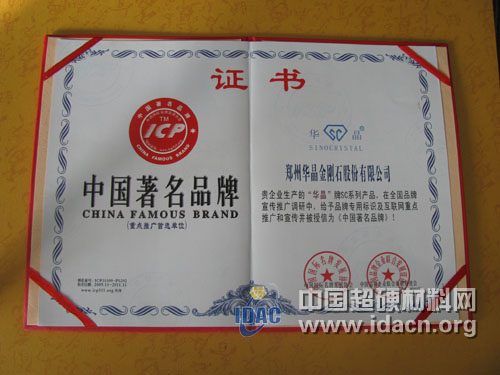 证书
中国著名品牌
TM
ICP
CHINA FAMOUS BRAND
中国著名品牌
CHINA FAMOUS BRAND
(重点推广首选单位)
华 SC 晶
SINOCRYSTAL
郑州华晶金刚石股份有限公司
贵企业生产的“华晶”牌SC系列产品,在全国品牌
宣传推广调研中,给予品牌专用标识及互联网重点
推广和宣传并被授信为《中国著名品牌》!
IDAC
中国超硬材料网
www.idacn.org